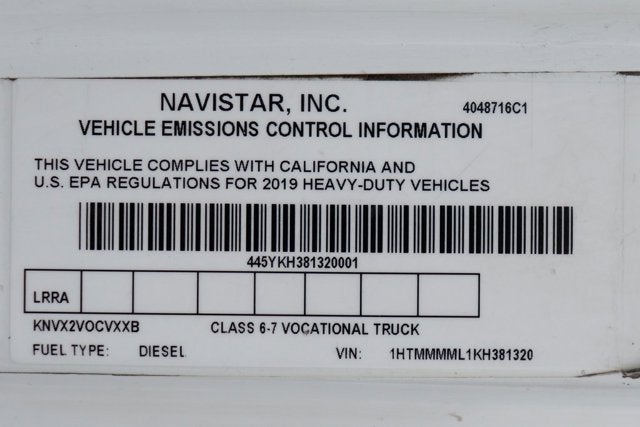 NAVISTAR, INC.
4048716C1
VEHICLE EMISSIONS CONTROL INFORMATION
THIS VEHICLE COMPLIES WITH CALIFORNIA AND
U.S. EPA REGULATIONS FOR 2019 HEAVY-DUTY VEHICLES
445YKH381320001
LRRA
KNVX2VOCVXXB CLASS 6-7 VOCATIONAL TRUCK
FUEL TYPE: DIESEL VIN: 1HTMMMML1KH381320